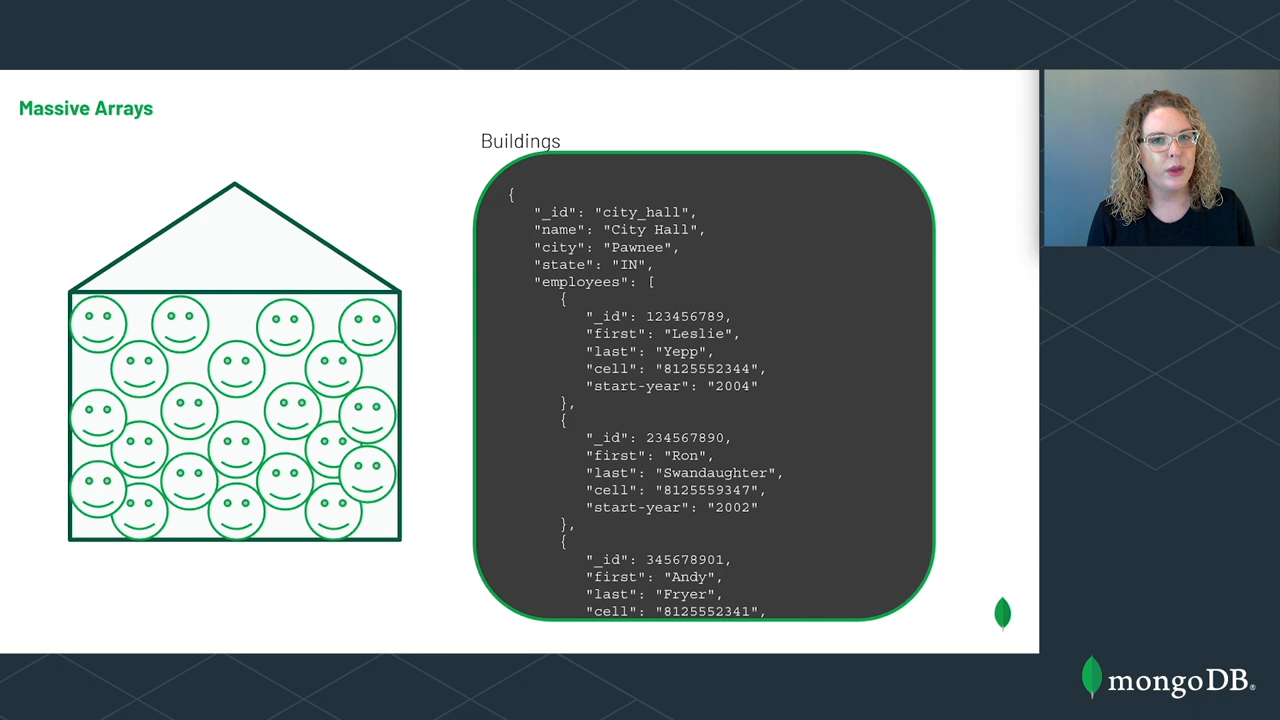 Massive Arrays
Buildings
{
"_id": "city_hall",
"name": "City Hall",
"city": "Pawnee",
"state": "IN",
"employees": [
{
"_id": 123456789,
"first": "Leslie",
"last": "Yepp",
"cell": "8125552344",
"start-year": "2004"
},
{
"_id": 234567890,
"first": "Ron",
"last": "Swandaughter",
"cell": "8125559347",
"start-year": "2002"
},
{
"_id": 345678901,
"first": "Andy",
"last": "Fryer",
"cell": "8125552341",
mongoDB®